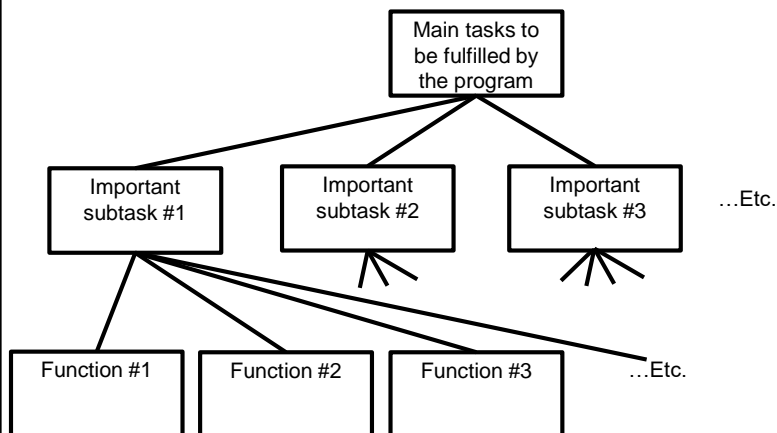 Main tasks to
be fulfilled by
the program
Important
subtask #1
Important
subtask #2
Important
subtask #3
…Etc.
Function #1
Function #2
Function #3
…Etc.